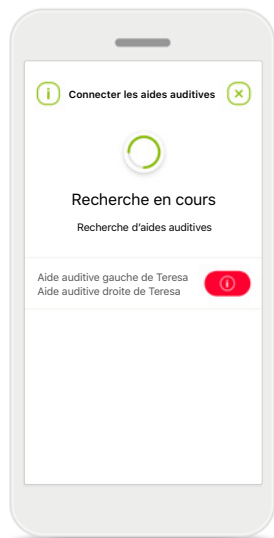 Connecter les aides auditives
Recherche en cours
Recherche d'aides auditives
Aide auditive gauche de Teresa
Aide auditive droite de Teresa